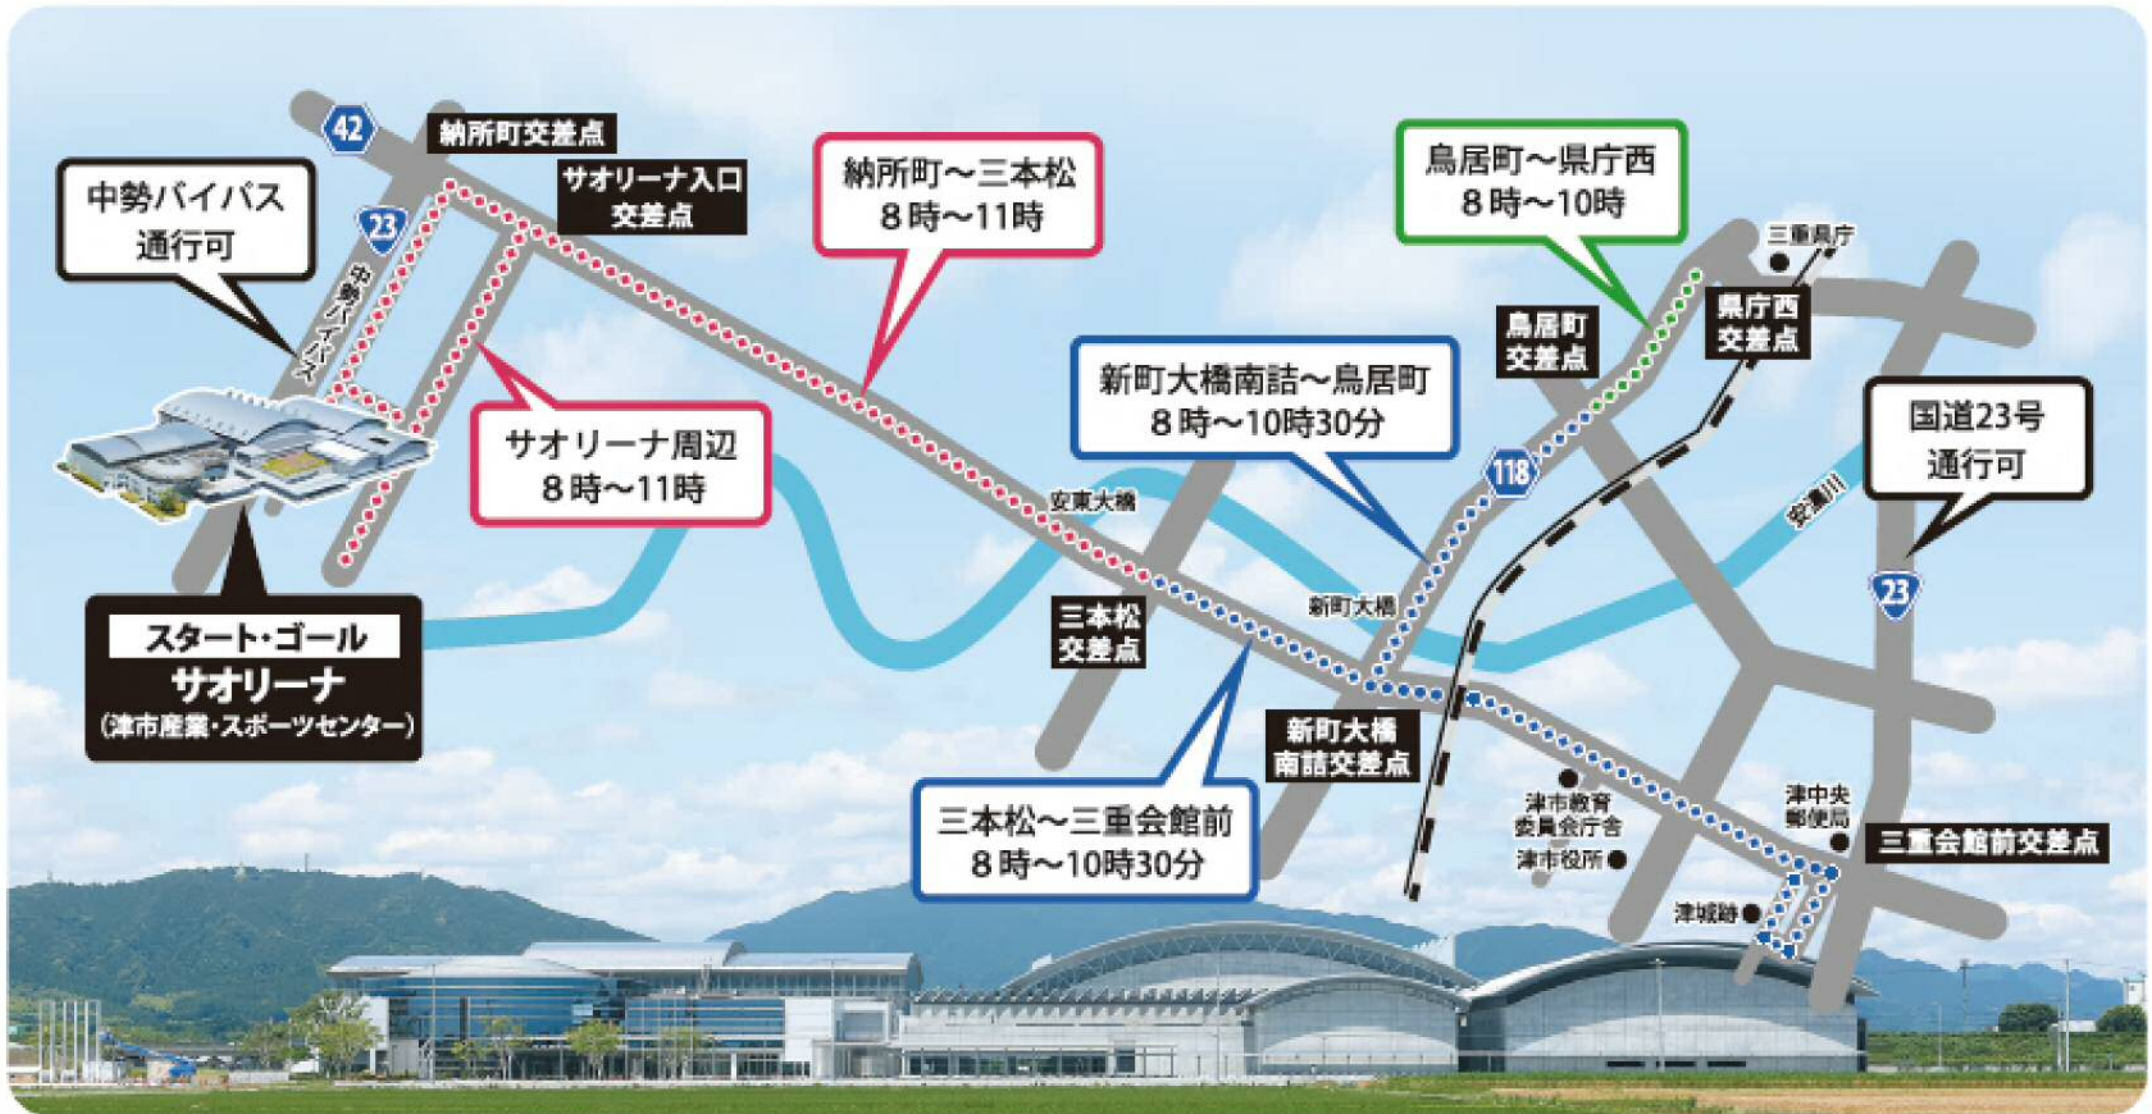 42
納所町交差点
サオリーナ入口
交差点
中勢バイパス
通行可
23
中勢バイパス
納所町～三本松
8時～11時
鳥居町～県庁西
8時～10時
三重県庁
県庁西
交差点
鳥居町
交差点
新町大橋南詰～鳥居町
8時～10時30分
118
国道23号
通行可
安濃川
23
サオリーナ周辺
8時～11時
安東大橋
新町大橋
三本松
交差点
スタート・ゴール
サオリーナ
（津市産業・スポーツセンター）
新町大橋
南詰交差点
三本松～三重会館前
8時～10時30分
津市教育
委員会庁舎
津市役所
津中央
郵便局
三重会館前交差点
津城跡